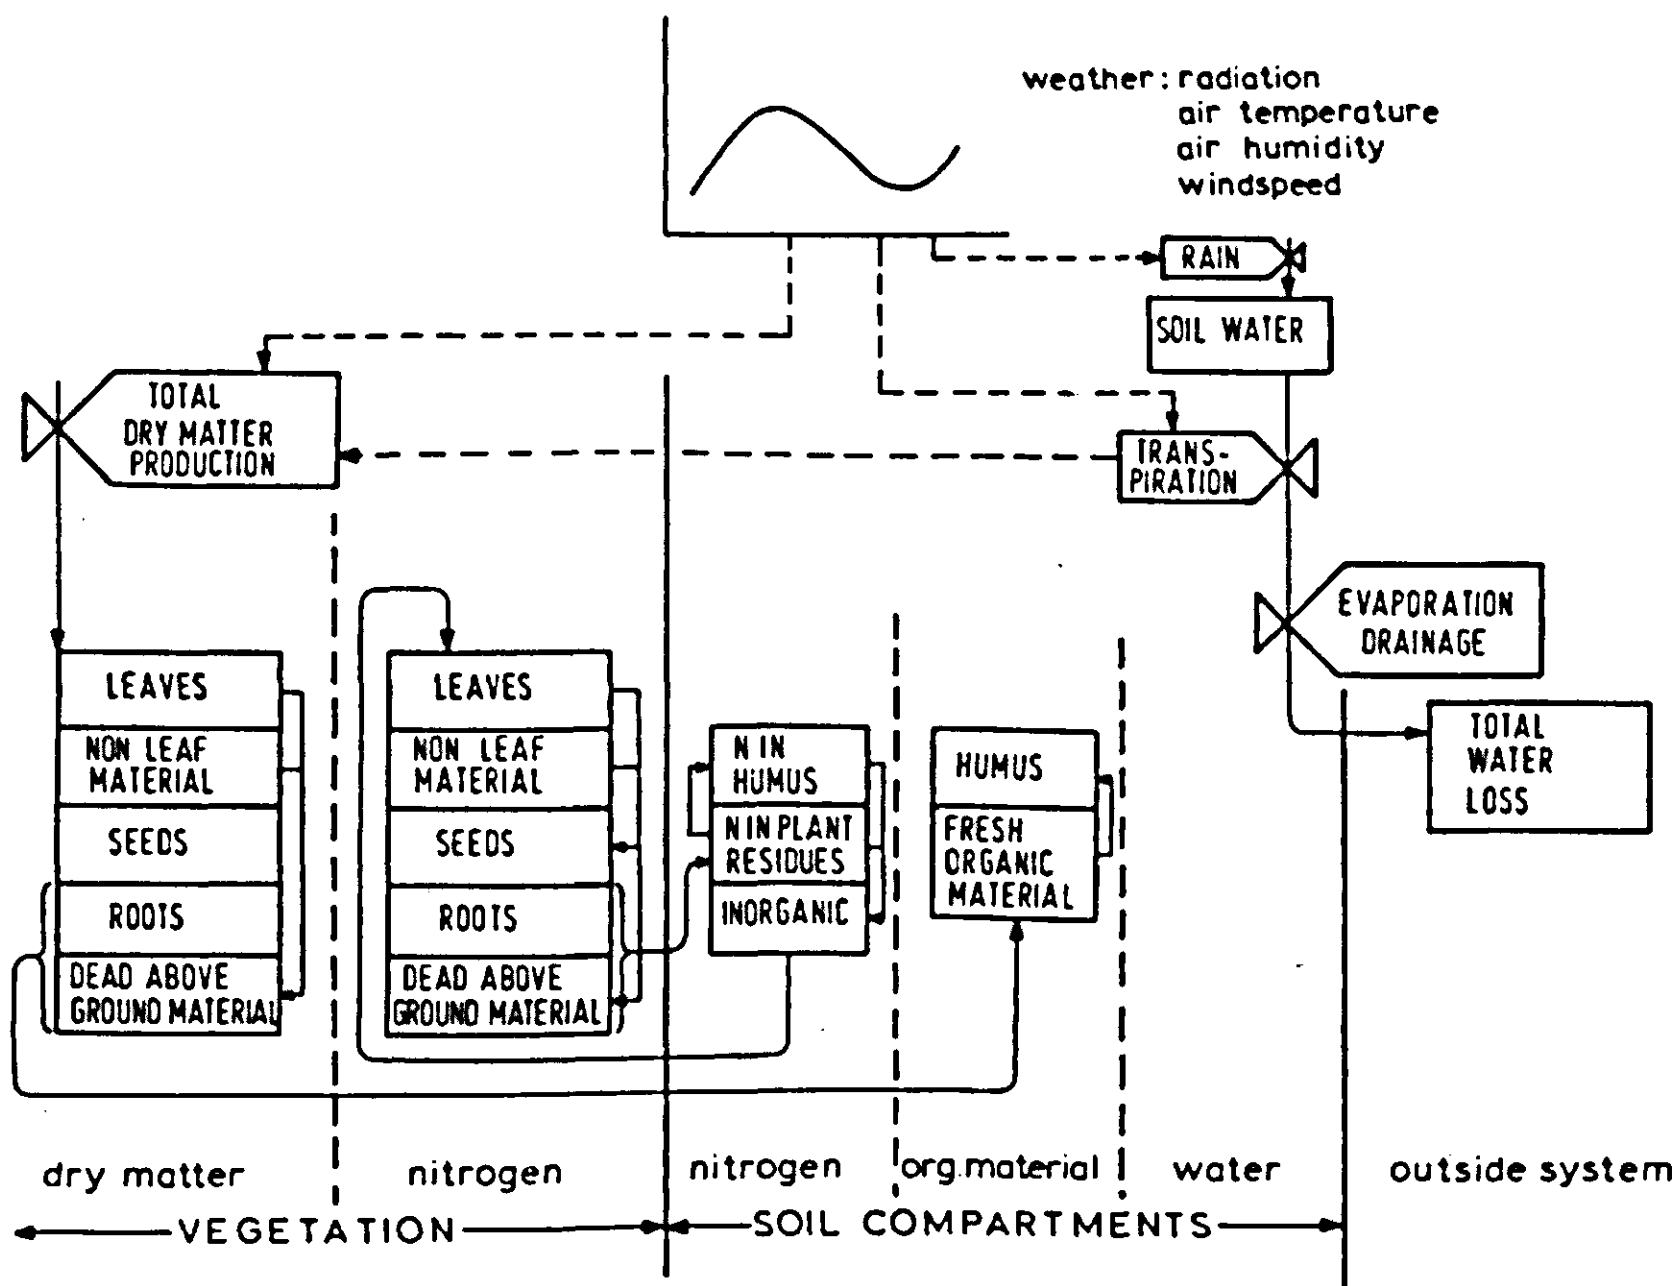 weather: radiation
air temperature
air humidity
windspeed
RAIN
SOIL WATER
TOTAL
DRY MATTER
PRODUCTION
TRANS-
PIRATION
EVAPORATION
DRAINAGE
TOTAL
WATER
LOSS
LEAVES
NON LEAF
MATERIAL
SEEDS
ROOTS
DEAD ABOVE
GROUND MATERIAL
LEAVES
NON LEAF
MATERIAL
SEEDS
ROOTS
DEAD ABOVE
GROUND MATERIAL
N IN
HUMUS
N IN PLANT
RESIDUES
INORGANIC
HUMUS
FRESH
ORGANIC
MATERIAL
dry matter
nitrogen
nitrogen
org.material
water
outside system
VEGETATION
SOIL COMPARTMENTS